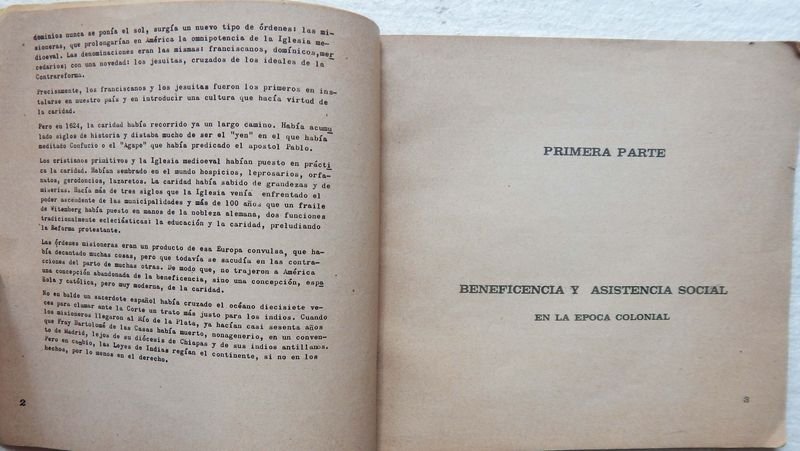 dominios nunca se ponía el sol, surgía un nuevo tipo de órdenes: las mi-
sioneras, que prolongarían en América la omnipotencia de la Iglesia me-
dioeval. Las denominaciones eran las mismas: franciscanos, domínicos,mer
cedarios; con una novedad: los jesuitas, cruzados de los ideales de la
Contrareforma.
Precisamente, los franciscanos y los jesuitas fueron los primeros en ins-
talarse en nuestro país y en introducir una cultura que hacía virtud de
la caridad.
Pero en 1624, la caridad había recorrido ya un largo camino. Había acumu
lado siglos de historia y distaba mucho de ser el "yen" en el que había
meditado Confucio o el "Agape" que había predicado el apostol Pablo.
Los cristianos primitivos y la Iglesia medioeval habían puesto en prácti
ca la caridad. Habían sembrado en el mundo hospicios, leprosarios, orfa-
natos, gerodoncios, lazaretos. La caridad había sabido de grandezas y de
miserias. Hacía más de tres siglos que la Iglesia venía enfrentado el
poder ascendente de las municipalidades y más de 100 años que un fraile
de Witemberg había puesto en manos de la nobleza alemana, dos funciones
tradicionalmente eclesiásticas: la educación y la caridad, preludiando
la Reforma protestante.
Las órdenes misioneras eran un producto de esa Europa convulsa, que ha-
bía decantado muchas cosas, pero que todavía se sacudía en las contra-
cciones del parto de muchas otras. De modo que, no trajeron a América
una concepción abandonada de la beneficencia, sino una concepción, espa
ñola y católica, pero muy moderna, de la caridad.
No en balde un sacerdote español había cruzado el océano diecisiete ve-
ces para clamar ante la Corte un trato más justo para los indios. Cuando
los misioneros llegaron al Río de la Plata, ya hacían casi sesenta años
que Fray Bartolomé de las Casas había muerto, nonagenerio, en un conven-
to de Madrid, lejos de su diócesis de Chiapas y de sus indios antillanos.
Pero en cambio, las Leyes de Indias regían el continente, si no en los
hechos, por lo menos en el derecho.
2
PRIMERA PARTE
BENEFICENCIA Y ASISTENCIA SOCIAL
EN LA EPOCA COLONIAL
3